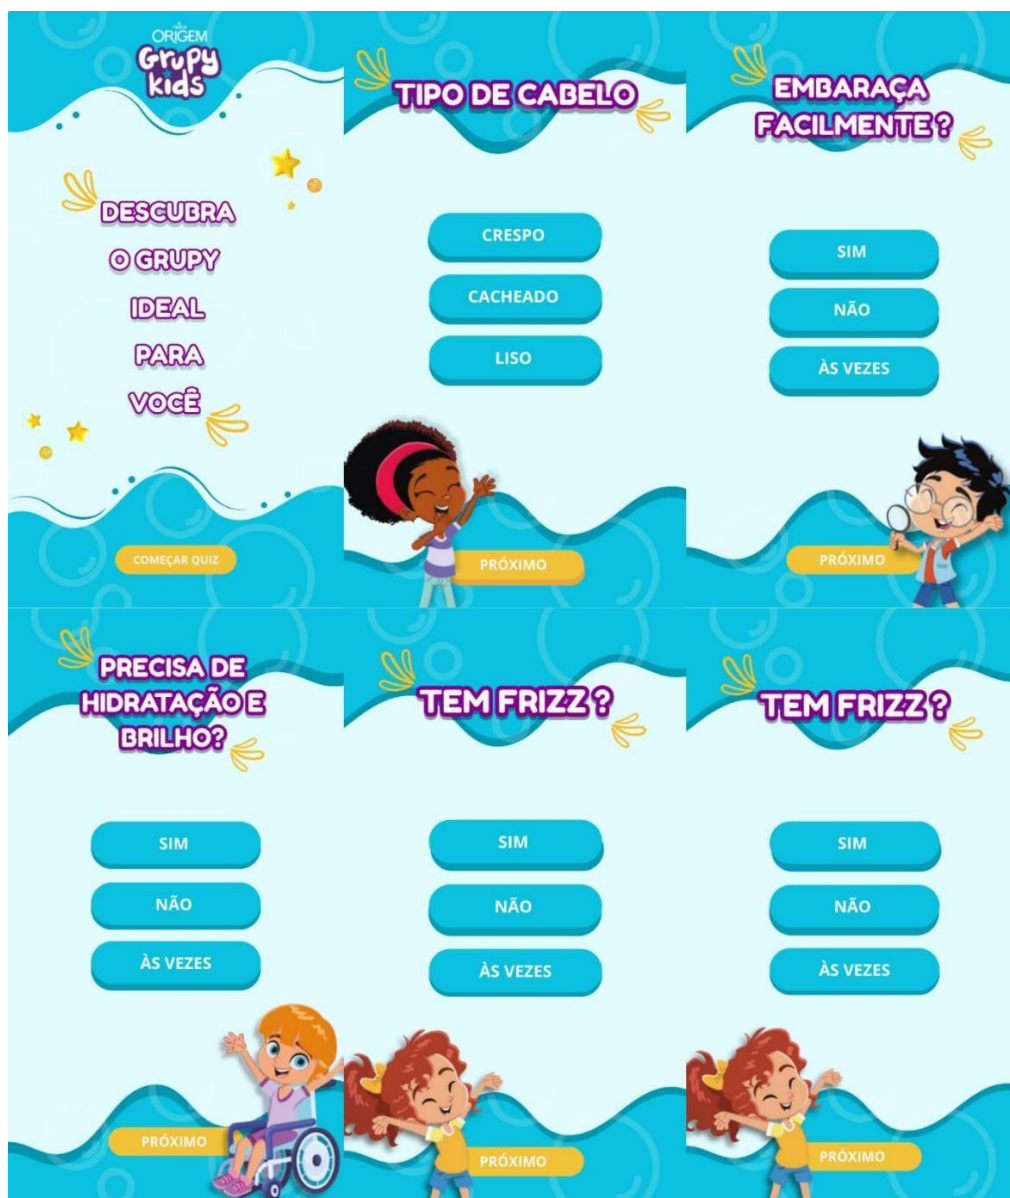 ORIGEM
Grupy
kids
DESCUBRA
O GRUPY
IDEAL
PARA
VOCÊ
COMEÇAR QUIZ
TIPO DE CABELO
CRESPO
CACHEADO
LISO
PRÓXIMO
EMBARAÇA
FACILMENTE ?
SIM
NÃO
ÀS VEZES
PRÓXIMO
PRECISA DE
HIDRATAÇÃO E
BRILHO?
SIM
NÃO
ÀS VEZES
PRÓXIMO
TEM FRIZZ ?
SIM
NÃO
ÀS VEZES
PRÓXIMO
TEM FRIZZ ?
SIM
NÃO
ÀS VEZES
PRÓXIMO